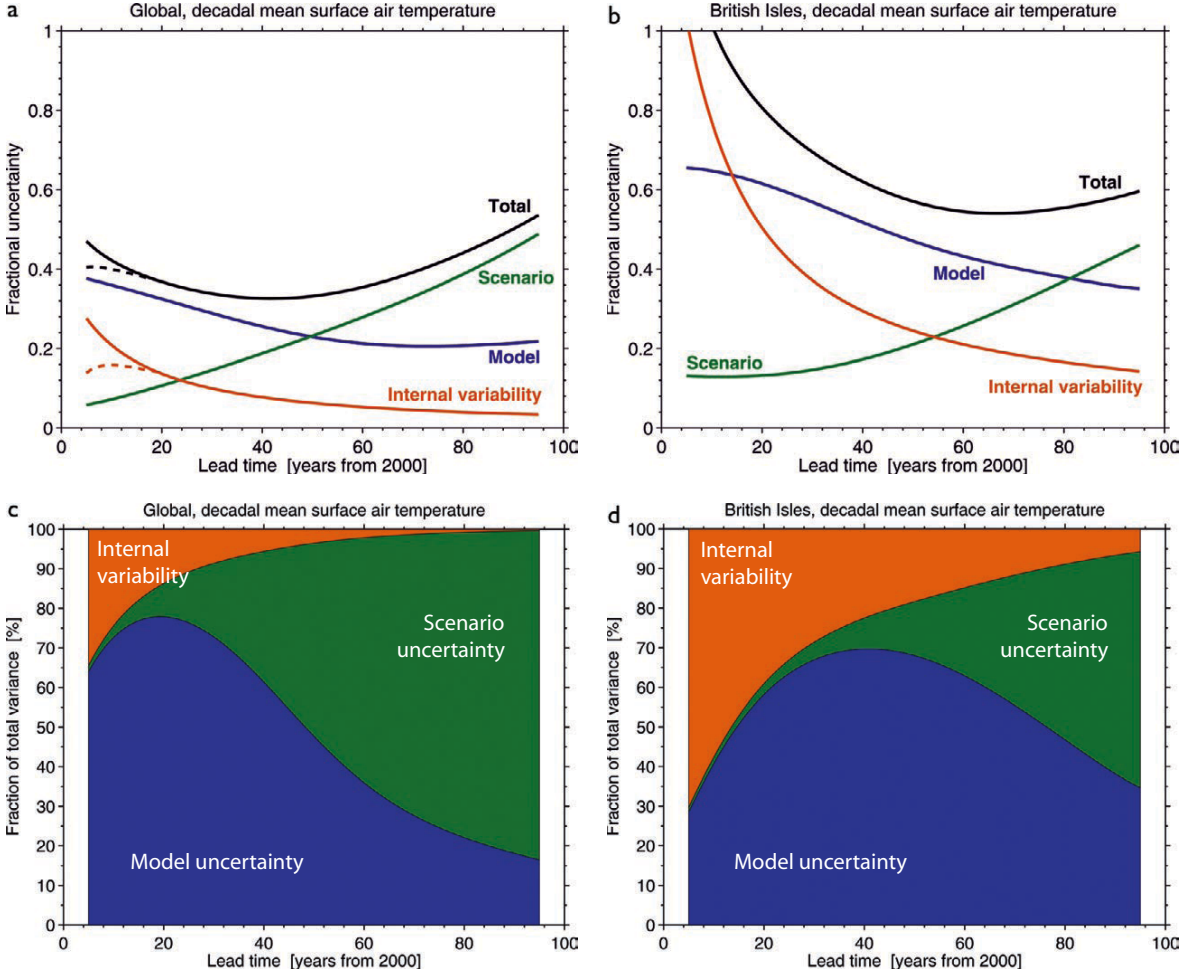 a
Global, decadal mean surface air temperature
1
0.8
0.6
0.4
0.2
0
Fractional uncertainty
Total
Scenario
Model
Internal variability
0 20 40 60 80 100
Lead time [years from 2000]
b
British Isles, decadal mean surface air temperature
1
0.8
0.6
0.4
0.2
0
Fractional uncertainty
Total
Model
Scenario
Internal variability
0 20 40 60 80 100
Lead time [years from 2000]
c
Global, decadal mean surface air temperature
100
90
80
70
60
50
40
30
20
10
0
Fraction of total variance [%]
Internal
variability
Scenario
uncertainty
Model uncertainty
0 20 40 60 80 100
Lead time [years from 2000]
d
British Isles, decadal mean surface air temperature
100
90
80
70
60
50
40
30
20
10
0
Fraction of total variance [%]
Internal
variability
Scenario
uncertainty
Model uncertainty
0 20 40 60 80 100
Lead time [years from 2000]